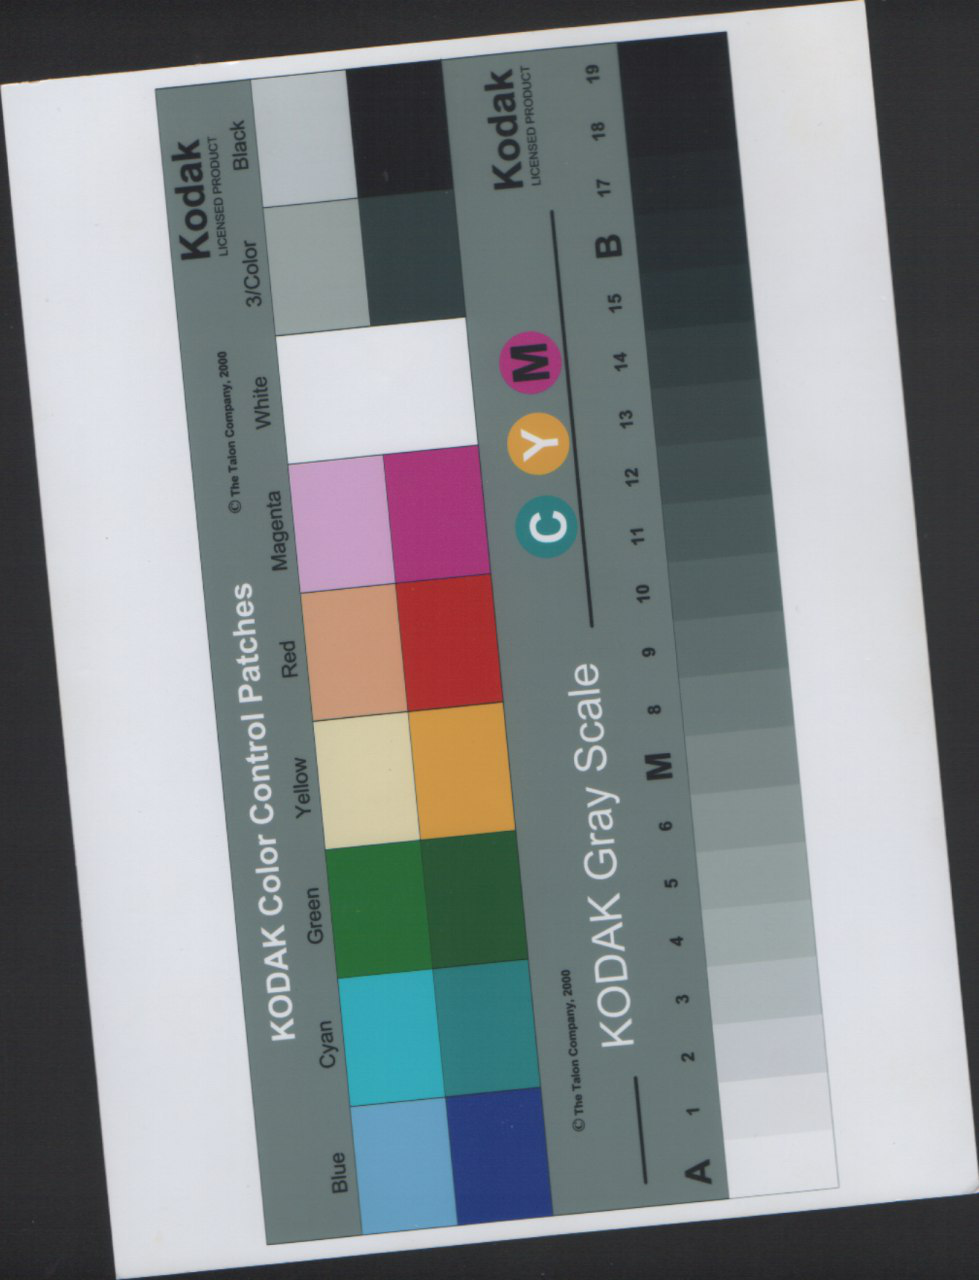 KODAK Color Control Patches
© The Talon Company, 2000
Kodak
LICENSED PRODUCT
Blue Cyan Green Yellow Red Magenta White 3/Color Black
KODAK Gray Scale
© The Talon Company, 2000
C Y M
Kodak
LICENSED PRODUCT
A 1 2 3 4 5 6 M 8 9 10 11 12 13 14 15 B 17 18 19